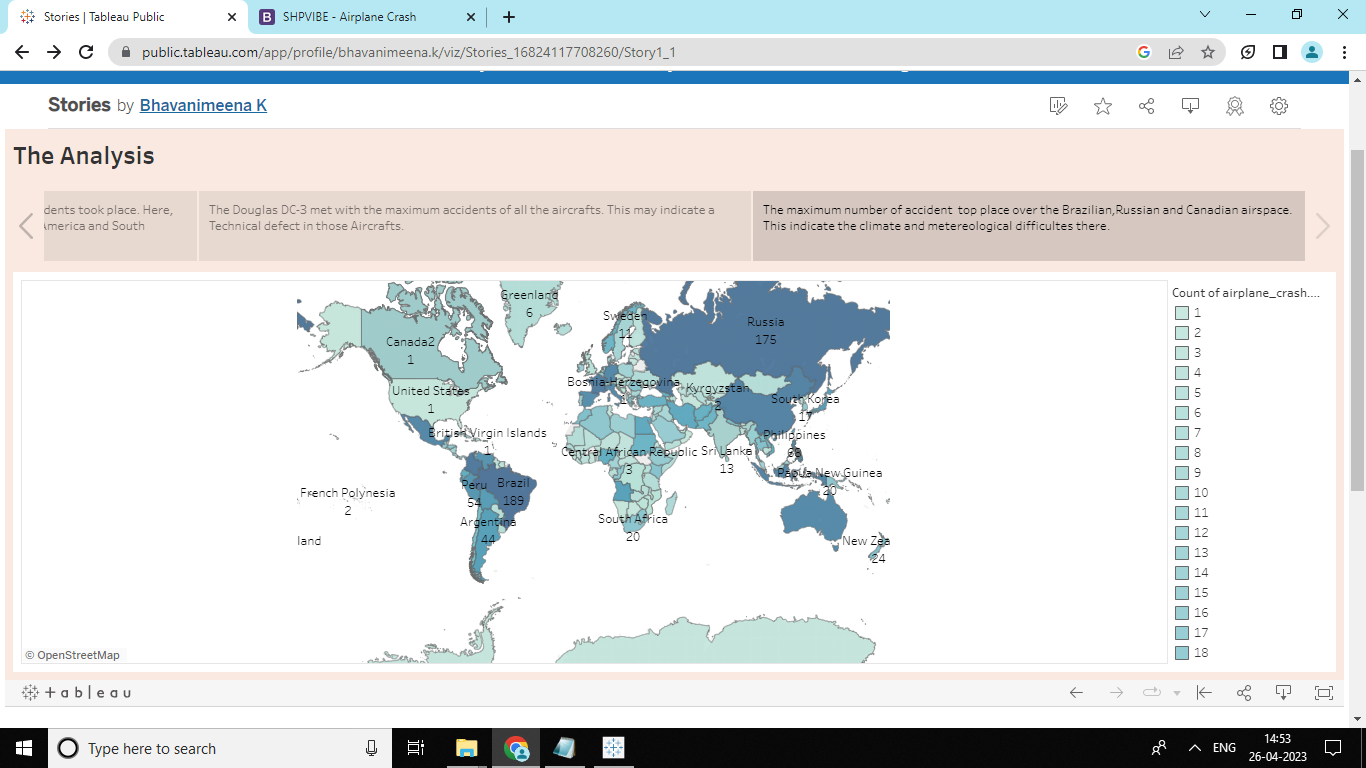 Stories | Tableau Public
SHPVIBE - Airplane Crash
public.tableau.com/app/profile/bhavanimeena.k/viz/Stories_16824117708260/Story1_1
Stories by Bhavanimeena K
The Analysis
dents took place. Here,
America and South
The Douglas DC-3 met with the maximum accidents of all the aircrafts. This may indicate a
Technical defect in those Aircrafts.
The maximum number of accident top place over the Brazilian,Russian and Canadian airspace.
This indicate the climate and metereological difficultes there.
Greenland
6
Sweden
11
Russia
175
Canada2
1
United States
1
Bosnia-Herzegovina
1
Kyrgyzstan
2
South Korea
17
British Virgin Islands
1
Central African Republic
3
Sri Lanka
13
Philippines
Papua New Guinea
20
French Polynesia
2
Peru
54
Brazil
189
Argentina
44
South Africa
20
land
New Zea
24
© OpenStreetMap
Count of airplane_crash....
1
2
3
4
5
6
7
8
9
10
11
12
13
14
15
16
17
18
+ a b l e a u
Type here to search
ENG
14:53
26-04-2023